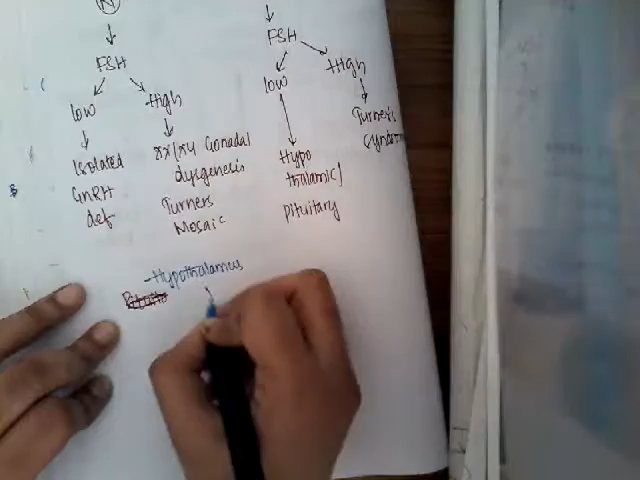 N
FSH
low
High
Isolated
GnRH
def
XX/XY Gonadal
dysgenesis
Turners
Mosaic
FSH
low
High
Hypo
thalamic/
pituitary
Turner's
Syndrom
Hypothalamus